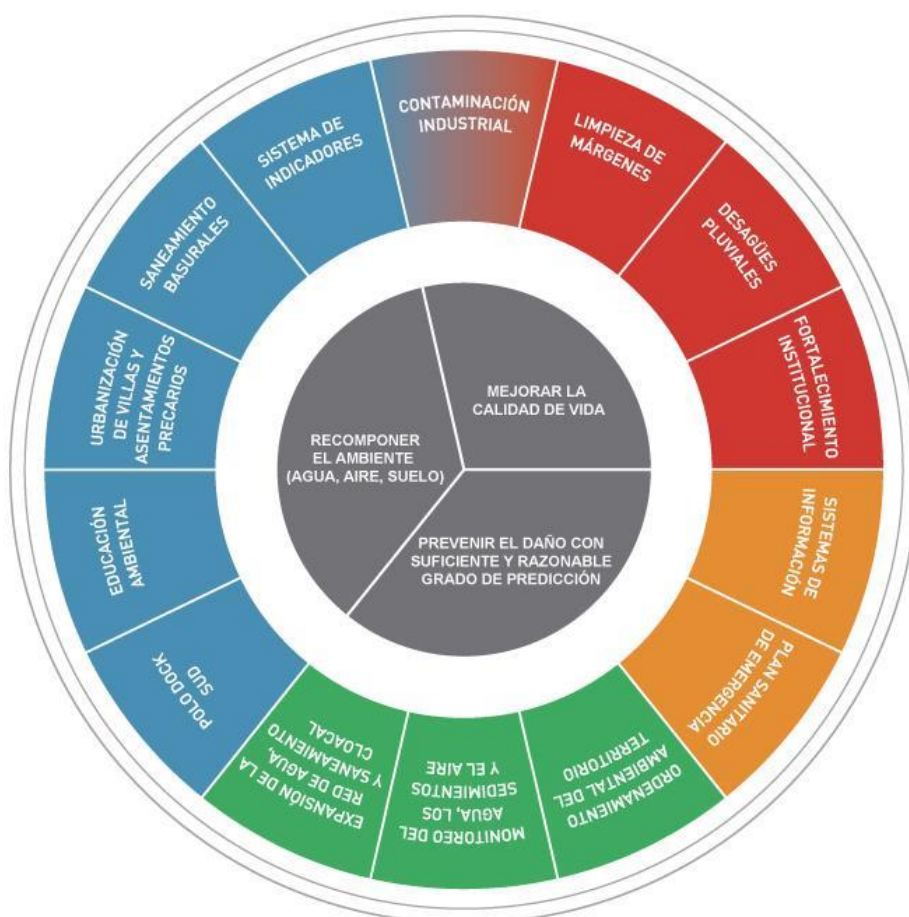 CONTAMINACIÓN
INDUSTRIAL
LIMPIEZA DE
MÁRGENES
DESAGÜES
PLUVIALES
FORTALECIMIENTO
INSTITUCIONAL
SISTEMAS DE
INFORMACIÓN
PLAN SANITARIO
DE EMERGENCIA
ORDENAMIENTO
AMBIENTAL DEL
TERRITORIO
MONITOREO DEL
AGUA, LOS
SEDIMENTOS
Y EL AIRE
EXPANSIÓN DE LA
RED DE AGUA,
Y SANEAMIENTO
CLOACAL
POLO DOCK
SUD
EDUCACIÓN
AMBIENTAL
URBANIZACIÓN
DE VILLAS Y
ASENTAMIENTOS
PRECARIOS
SANEAMIENTO
BASURALES
SISTEMA DE
INDICADORES
MEJORAR LA
CALIDAD DE VIDA
RECOMPONER
EL AMBIENTE
(AGUA, AIRE, SUELO)
PREVENIR EL DAÑO CON
SUFICIENTE Y RAZONABLE
GRADO DE PREDICCIÓN